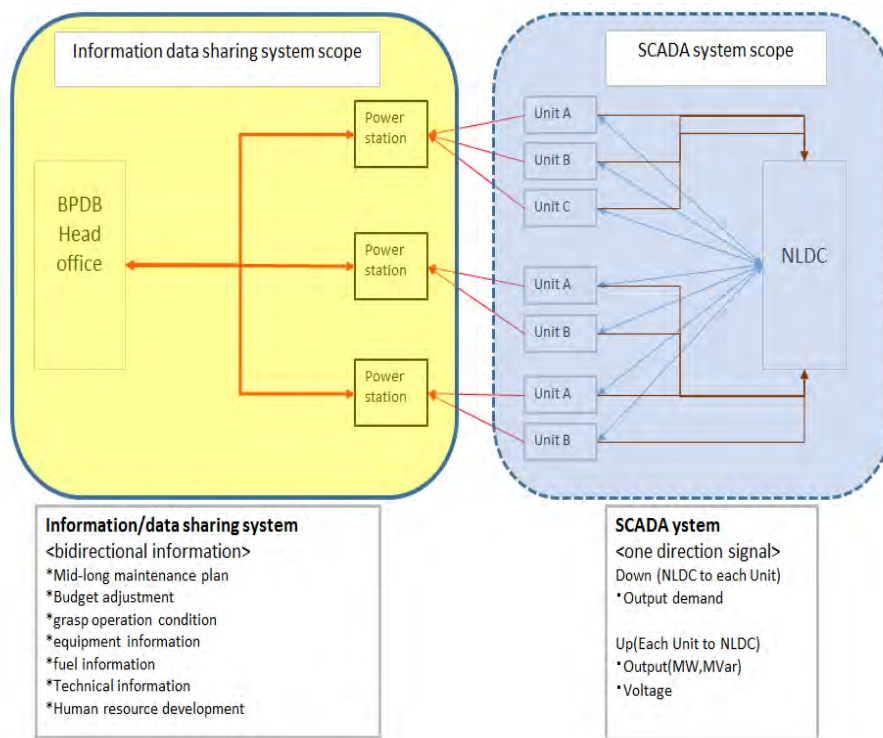 Information data sharing system scope
SCADA system scope
BPDB
Head
office
Power
station
Power
station
Power
station
Unit A
Unit B
Unit C
Unit A
Unit B
Unit A
Unit B
NLDC
Information/data sharing system
<bidirectional information>
*Mid-long maintenance plan
*Budget adjustment
*grasp operation condition
*equipment information
*fuel information
*Technical information
*Human resource development
SCADA ystem
<one direction signal>
Down (NLDC to each Unit)
・Output demand
Up(Each Unit to NLDC)
・Output(MW,MVar)
・Voltage